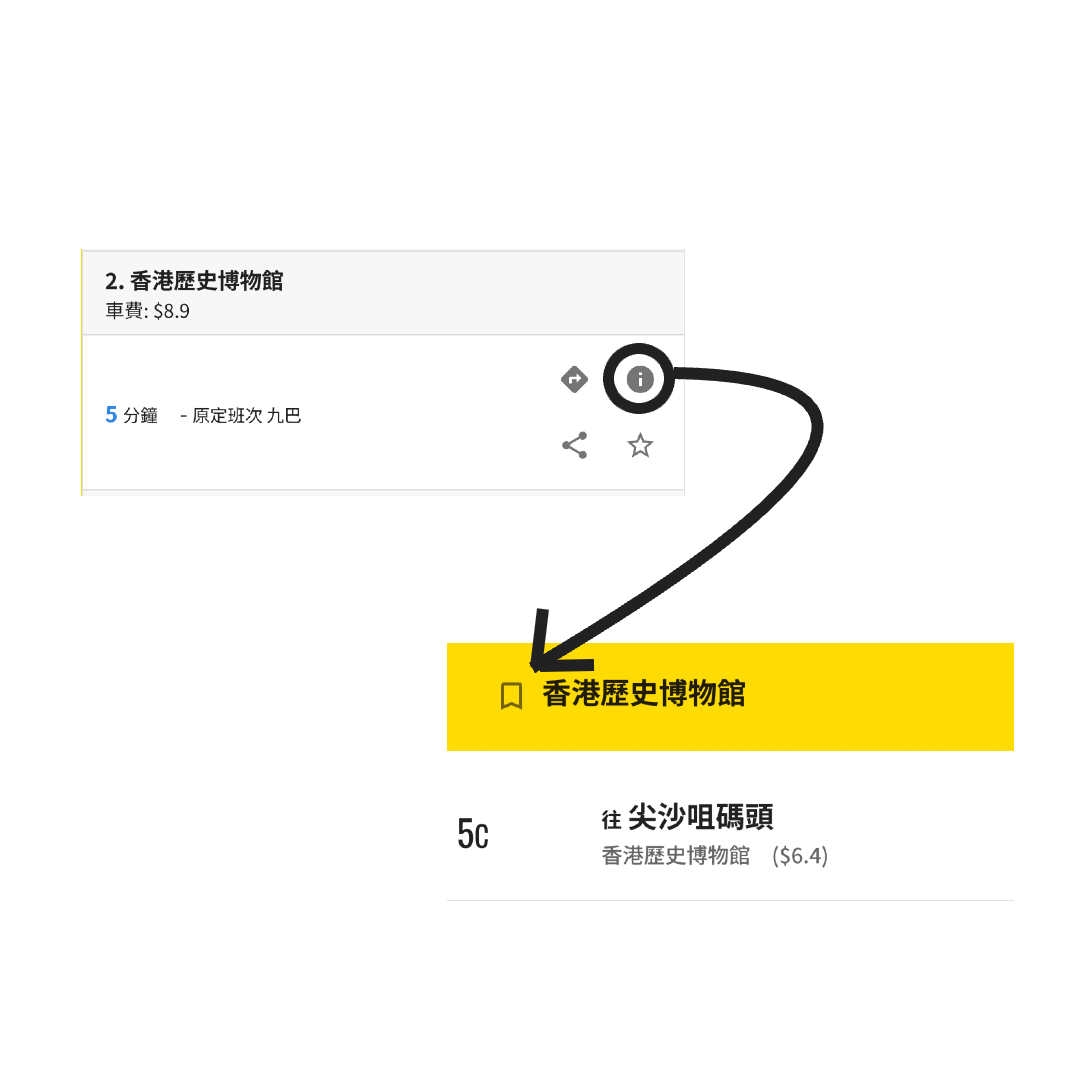 2. 香港歷史博物館
車費: $8.9
5 分鐘 - 原定班次 九巴
香港歷史博物館
5C
往 尖沙咀碼頭
香港歷史博物館 ($6.4)